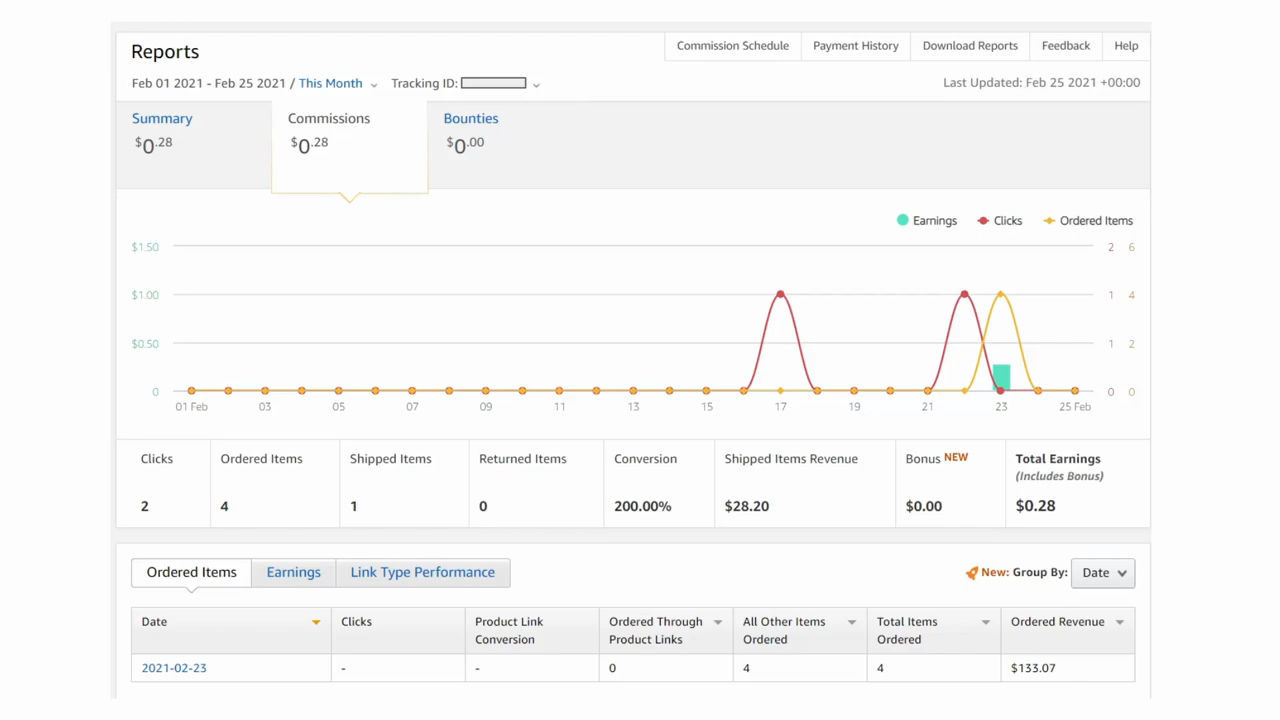 Reports
Commission Schedule Payment History Download Reports Feedback Help
Feb 01 2021 - Feb 25 2021 / This Month Tracking ID:
Last Updated: Feb 25 2021 +00:00
Summary Commissions Bounties
$0.28 $0.28 $0.00
Earnings Clicks Ordered Items
$1.50 2 6
$1.00 1 4
$0.50 1 2
0 0 0
01 Feb 03 05 07 09 11 13 15 17 19 21 23 25 Feb
Clicks Ordered Items Shipped Items Returned Items Conversion Shipped Items Revenue Bonus NEW Total Earnings
(Includes Bonus)
2 4 1 0 200.00% $28.20 $0.00 $0.28
Ordered Items Earnings Link Type Performance New: Group By: Date
Date Clicks Product Link Ordered Through All Other Items Total Items Ordered Revenue
Conversion Product Links Ordered Ordered
2021-02-23 - - 0 4 4 $133.07